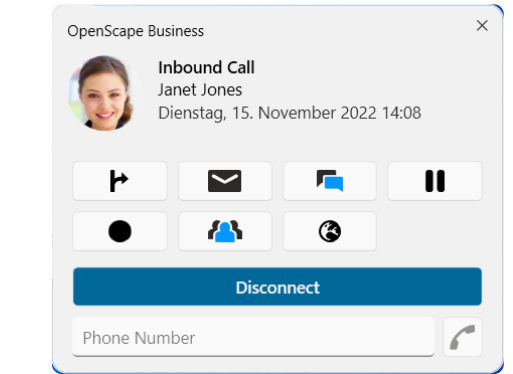 OpenScape Business
Inbound Call
Janet Jones
Dienstag, 15. November 2022 14:08
Disconnect
Phone Number